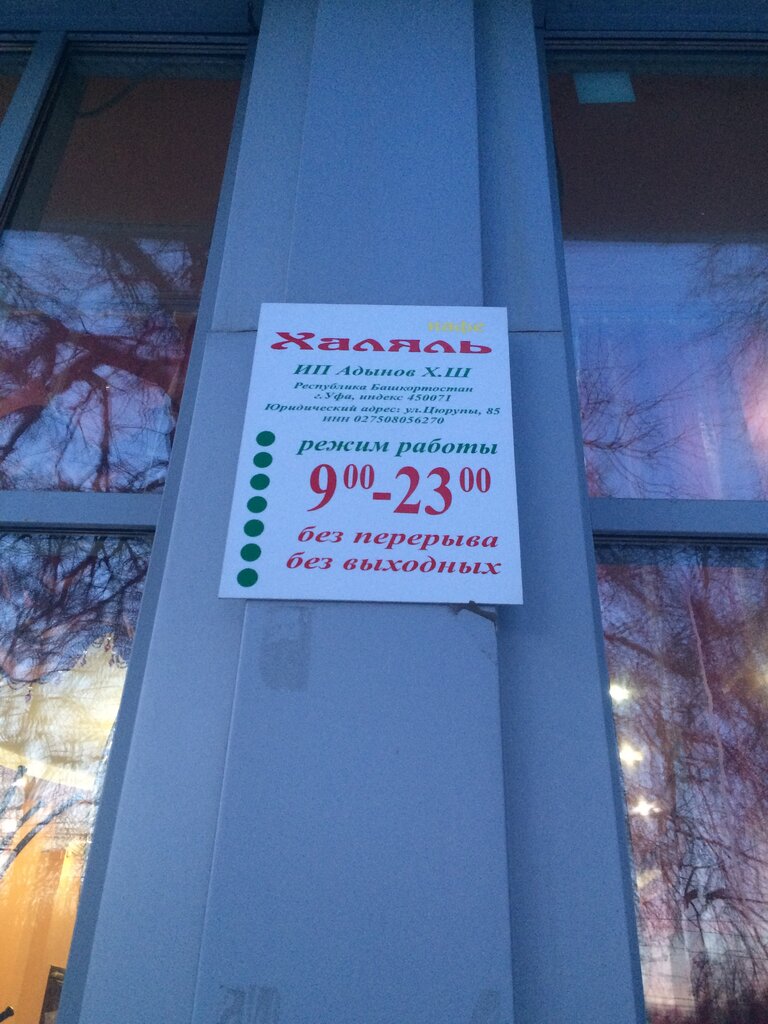 кафе
Халяль
ИП Адынов Х.Ш
Республика Башкортостан
г.Уфа, индекс 450071
Юридический адрес: ул.Цюрупы, 85
ИНН 027508056270
режим работы
9⁰⁰-23⁰⁰
без перерыва
без выходных